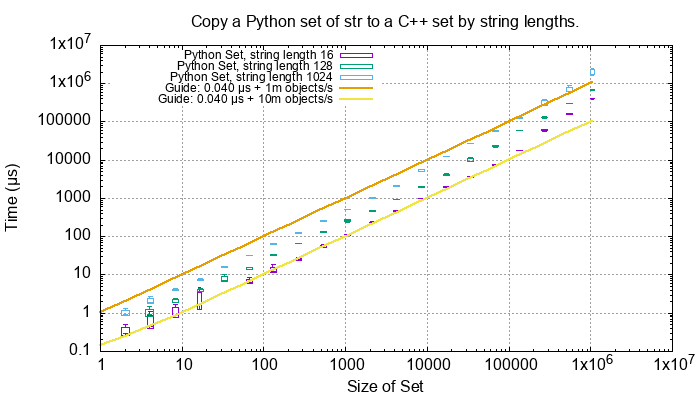 Copy a Python set of str to a C++ set by string lengths.
1x10^7
1x10^6
100000
10000
1000
100
10
1
0.1
Time (µs)
Python Set, string length 16
Python Set, string length 128
Python Set, string length 1024
Guide: 0.040 µs + 1m objects/s
Guide: 0.040 µs + 10m objects/s
1 10 100 1000 10000 100000 1x10^6 1x10^7
Size of Set